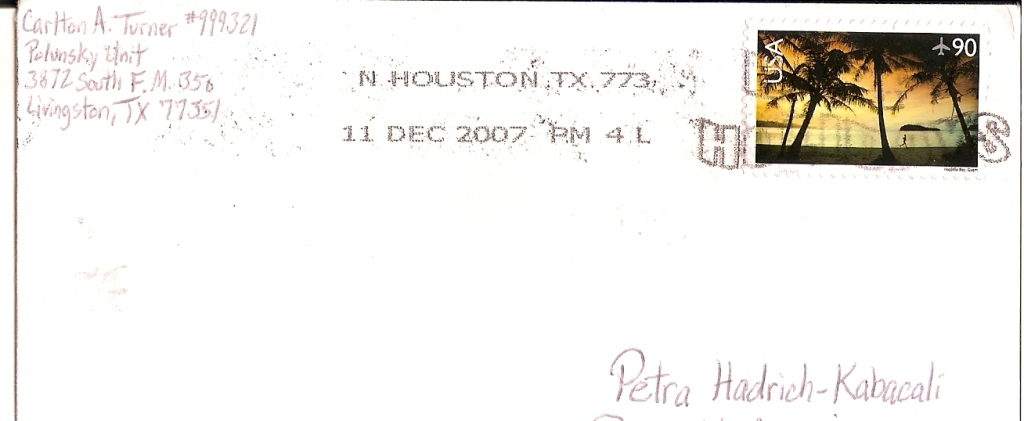 Carlton A. Turner #999321
Polunsky Unit
3872 South F.M. 350
Livingston, TX 77351
N HOUSTON TX 773
11 DEC 2007 PM 4 L
USA
90
Petra Hadrich-Kabacali